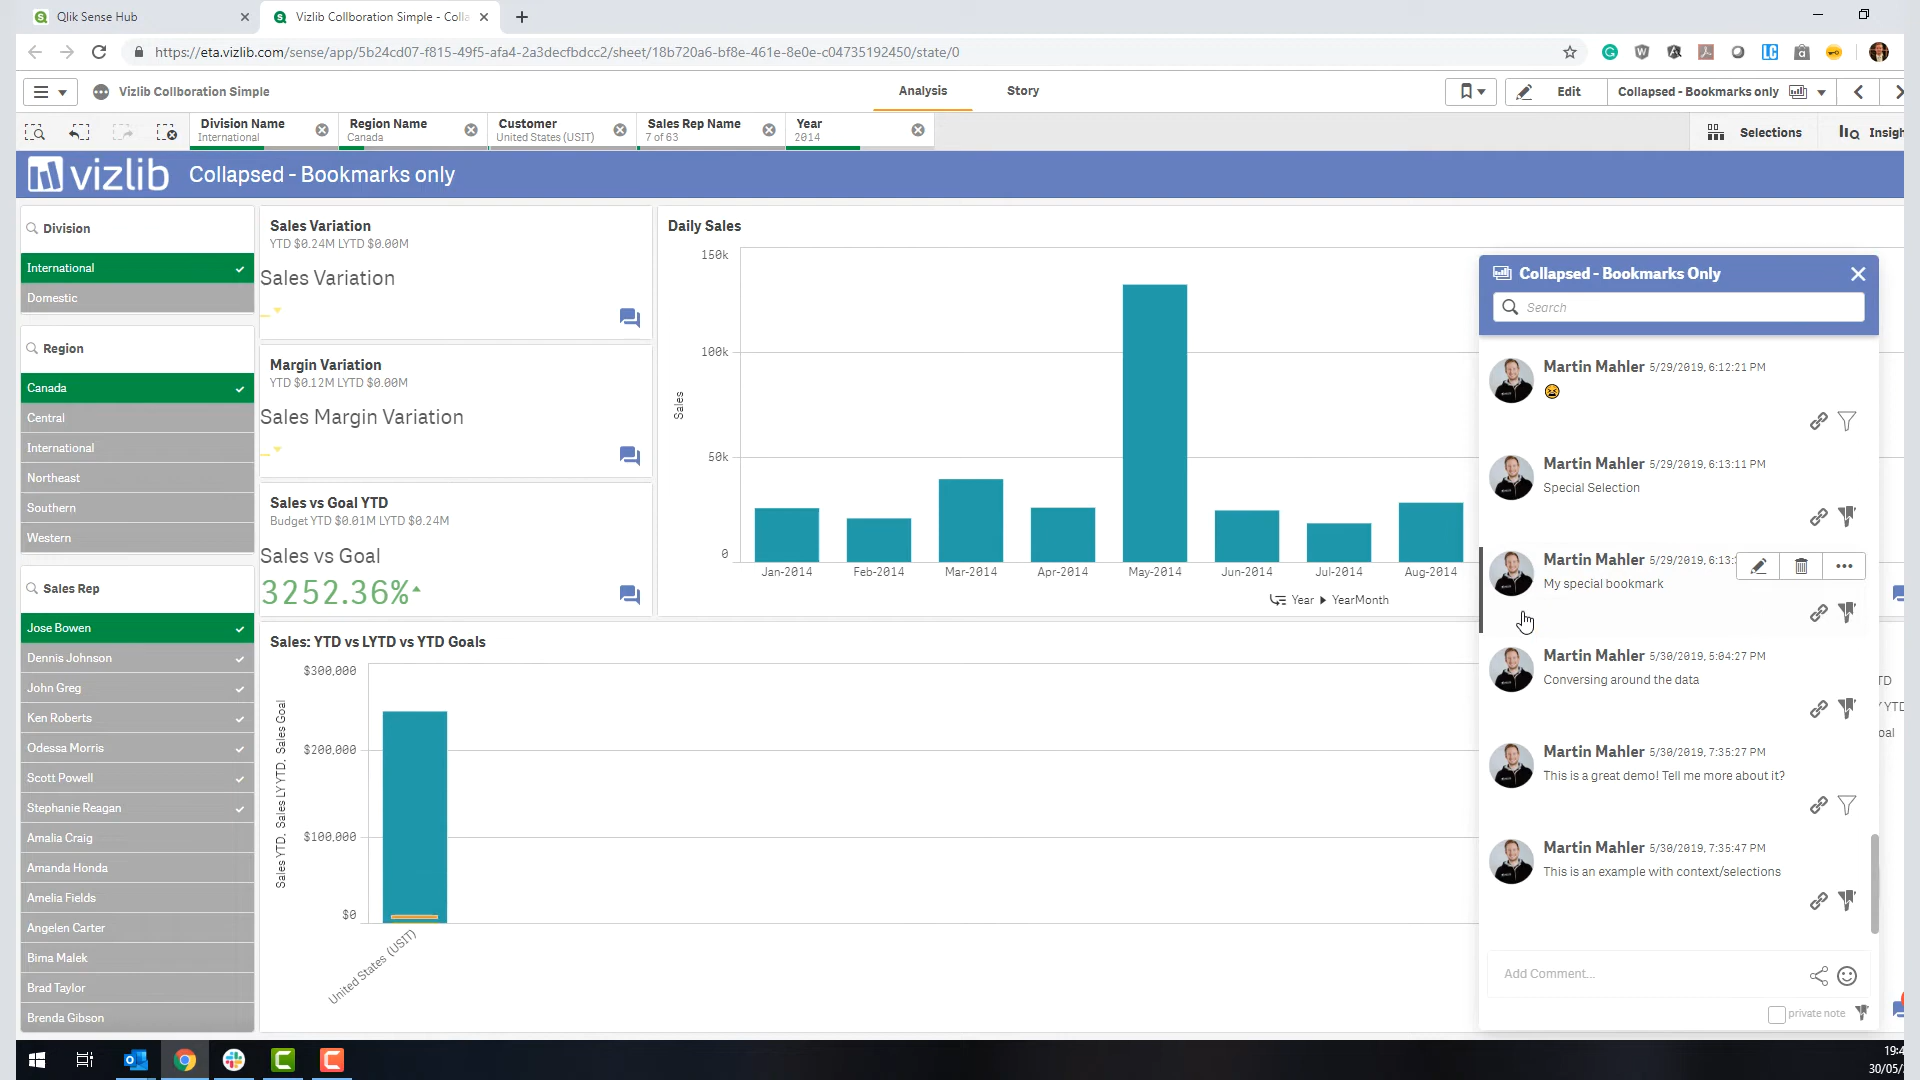 Qlik Sense Hub
Vizlib Collboration Simple - Colla
https://eta.vizlib.com/sense/app/5b24cd07-f815-49f5-afa4-2a3decfbdcc2/sheet/18b720a6-bf8e-461e-8e0e-c04735192450/state/0
Vizlib Collboration Simple
Analysis
Story
Edit
Collapsed - Bookmarks only
Division Name
International
Region Name
Canada
Customer
United States (USIT)
Sales Rep Name
7 of 63
Year
2014
Selections
Insigh
vizlib
Collapsed - Bookmarks only
Division
International
Domestic
Region
Canada
Central
International
Northeast
Southern
Western
Sales Rep
Jose Bowen
Dennis Johnson
John Greg
Ken Roberts
Odessa Morris
Scott Powell
Stephanie Reagan
Amalia Craig
Amanda Honda
Amelia Fields
Angelen Carter
Bima Malek
Brad Taylor
Brenda Gibson
Sales Variation
YTD $0.24M LYTD $0.00M
Sales Variation
Margin Variation
YTD $0.12M LYTD $0.00M
Sales Margin Variation
Sales vs Goal YTD
Budget YTD $0.01M LYTD $0.24M
Sales vs Goal
3252.36%
Daily Sales
150k
100k
50k
0
Sales
Jan-2014
Feb-2014
Mar-2014
Apr-2014
May-2014
Jun-2014
Jul-2014
Aug-2014
Year
YearMonth
Sales: YTD vs LYTD vs YTD Goals
$300,000
$200,000
$100,000
$0
Sales YTD, Sales LY YTD, Sales Goal
United States (USIT)
Collapsed - Bookmarks Only
Search
Martin Mahler 5/29/2019, 6:12:21 PM
Martin Mahler 5/29/2019, 6:13:11 PM
Special Selection
Martin Mahler 5/29/2019, 6:13:
My special bookmark
Martin Mahler 5/30/2019, 5:04:27 PM
Conversing around the data
Martin Mahler 5/30/2019, 7:35:27 PM
This is a great demo! Tell me more about it?
Martin Mahler 5/30/2019, 7:35:47 PM
This is an example with context/selections
Add Comment...
private note
TD
YTD
oal
19:4
30/05/